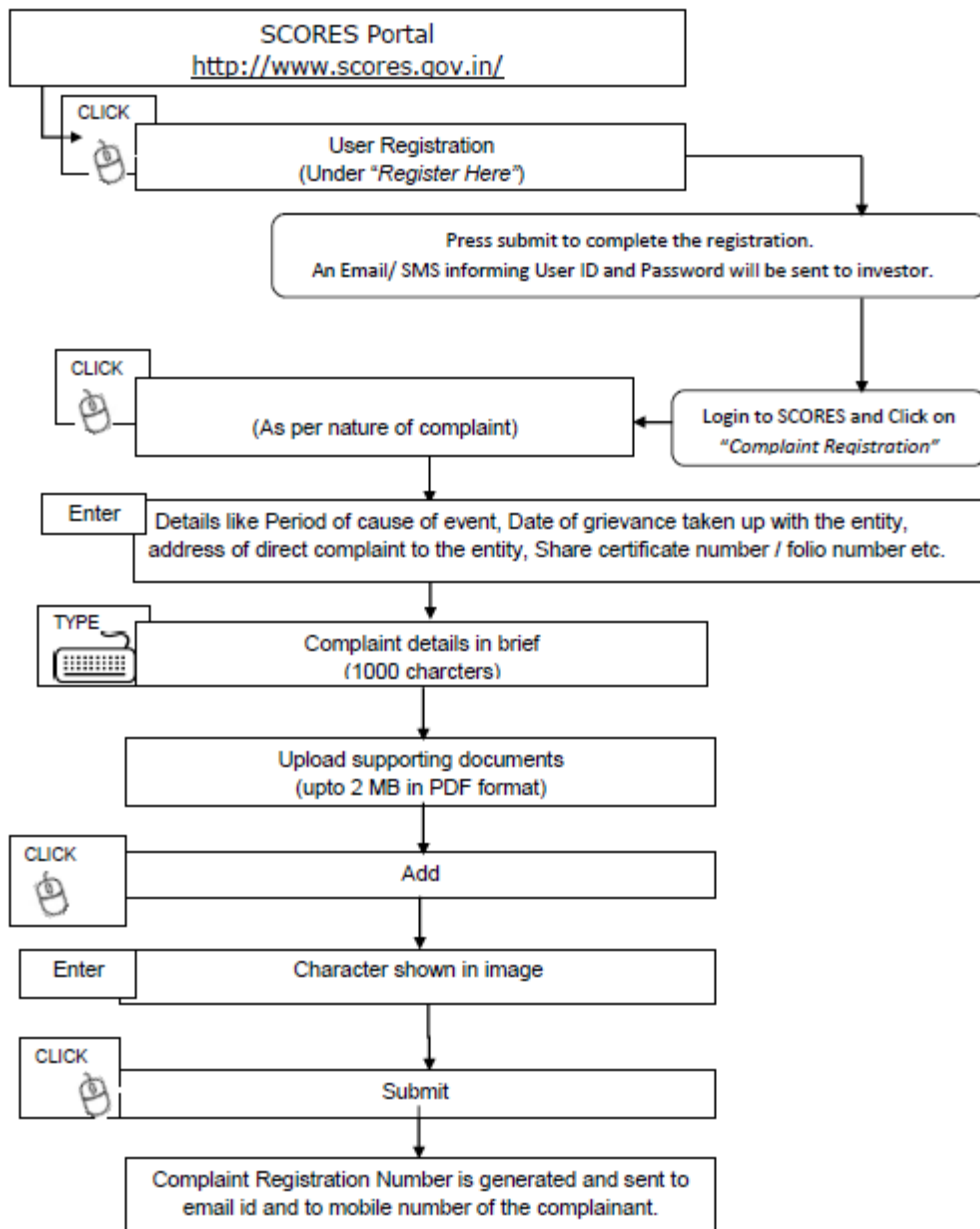 SCORES Portal
http://www.scores.gov.in/
CLICK
User Registration
(Under “Register Here”)
Press submit to complete the registration.
An Email/ SMS informing User ID and Password will be sent to investor.
Login to SCORES and Click on
“Complaint Registration”
CLICK
(As per nature of complaint)
Enter
Details like Period of cause of event, Date of grievance taken up with the entity,
address of direct complaint to the entity, Share certificate number / folio number etc.
TYPE
Complaint details in brief
(1000 charcters)
Upload supporting documents
(upto 2 MB in PDF format)
CLICK
Add
Enter
Character shown in image
CLICK
Submit
Complaint Registration Number is generated and sent to
email id and to mobile number of the complainant.